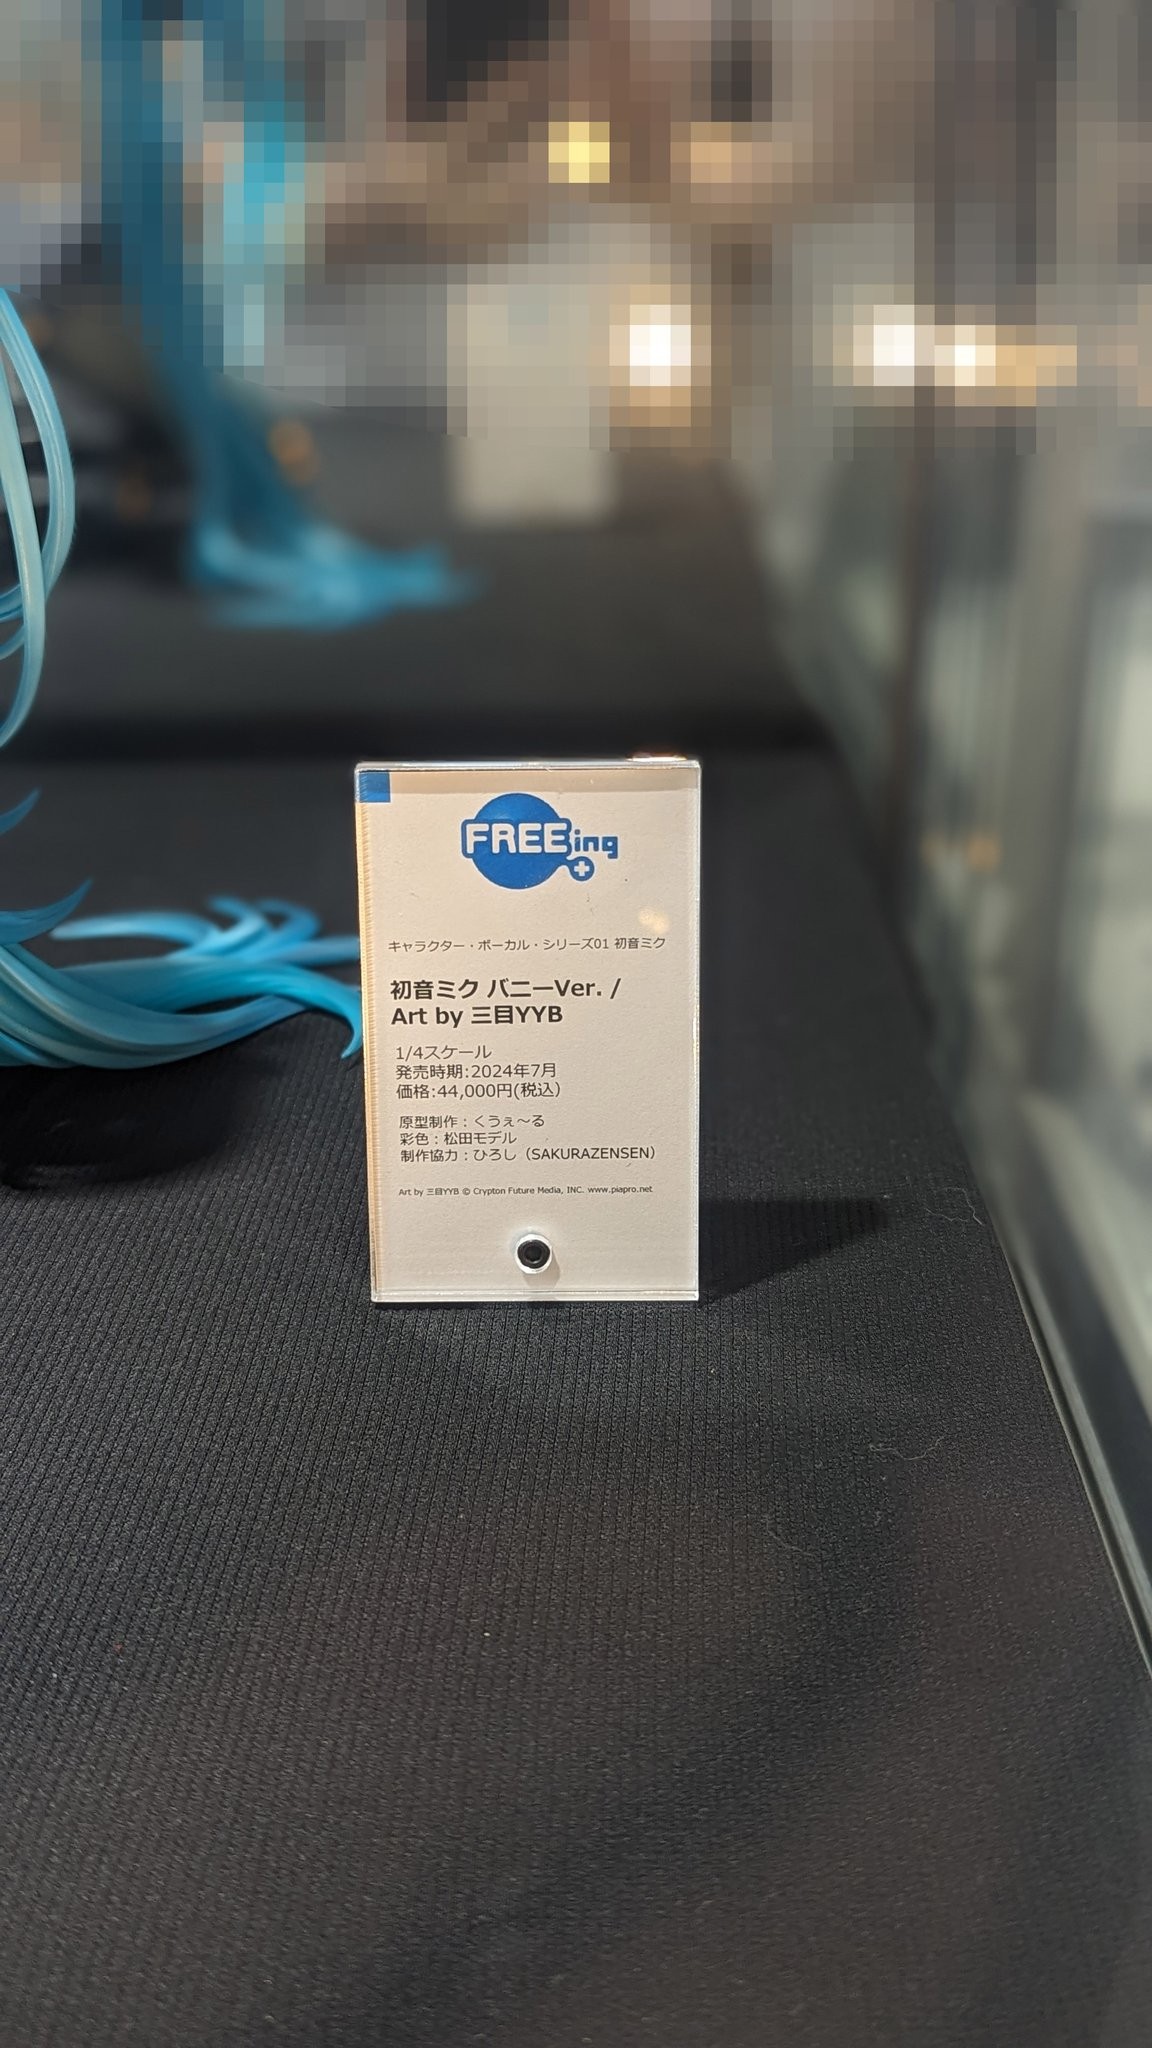 FREEing
キャラクター・ボーカル・シリーズ01 初音ミク
初音ミク バニーVer. /
Art by 三目YYB
1/4スケール
発売時期:2024年7月
価格:44,000円(税込)
原型制作：くうぇ～る
彩色：松田モデル
制作協力：ひろし（SAKURAZENSEN）
Art by 三目YYB © Crypton Future Media, INC. www.piapro.net